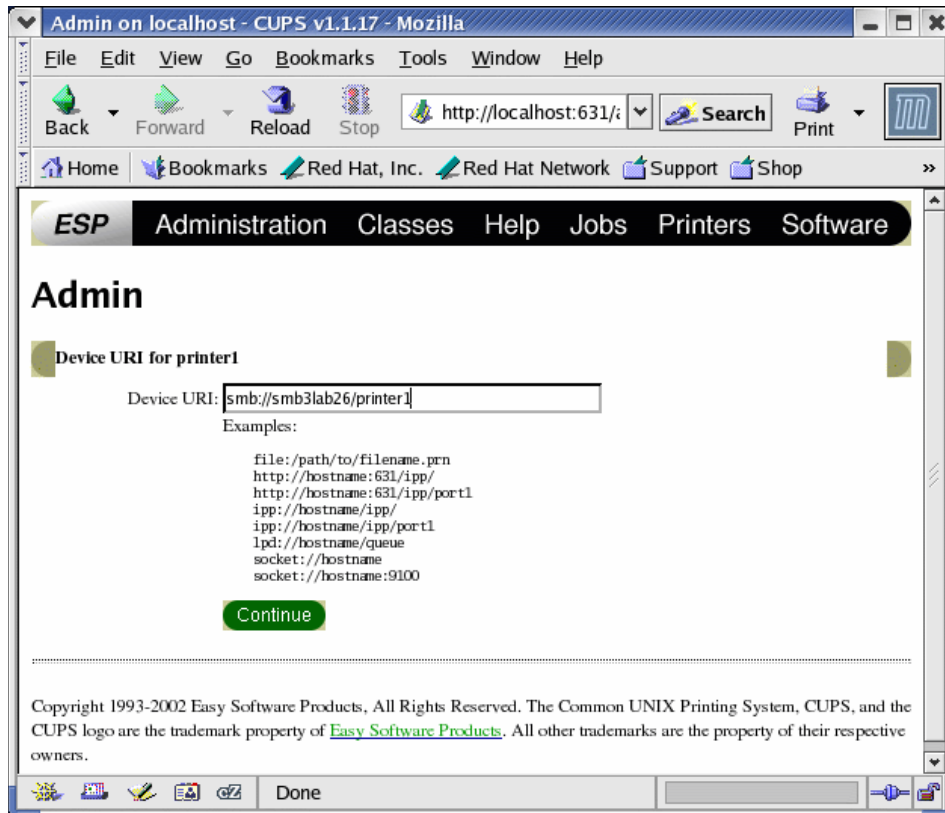 Admin on localhost - CUPS v1.1.17 - Mozilla
File Edit View Go Bookmarks Tools Window Help
Back Forward Reload Stop http://localhost:631/a Search Print
Home Bookmarks Red Hat, Inc. Red Hat Network Support Shop »
ESP Administration Classes Help Jobs Printers Software
Admin
Device URI for printer1
Device URI: smb://smb3lab26/printer1
Examples:
file:/path/to/filename.prn
http://hostname:631/ipp/
http://hostname:631/ipp/port1
ipp://hostname/ipp/
ipp://hostname/ipp/port1
lpd://hostname/queue
socket://hostname
socket://hostname:9100
Continue
Copyright 1993-2002 Easy Software Products, All Rights Reserved. The Common UNIX Printing System, CUPS, and the
CUPS logo are the trademark property of Easy Software Products. All other trademarks are the property of their respective
owners.
Done